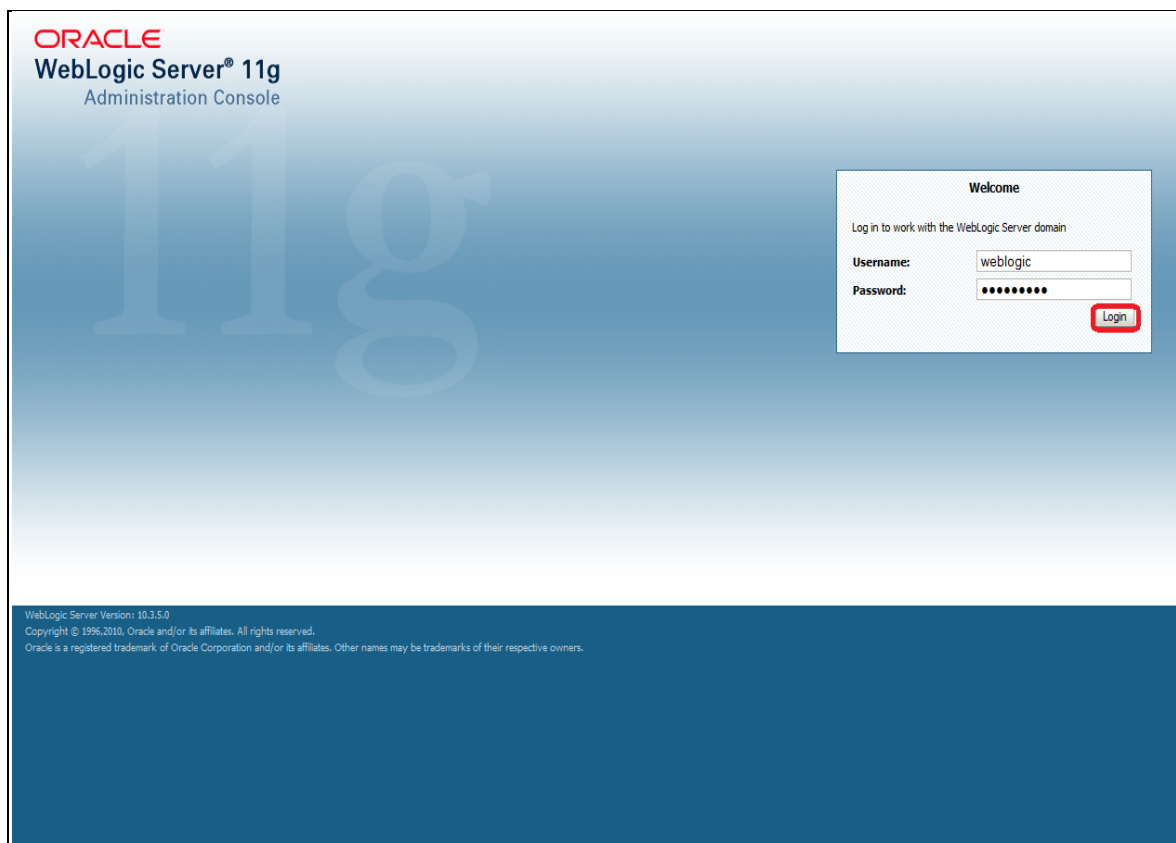 ORACLE
WebLogic Server® 11g
Administration Console
11g
Welcome
Log in to work with the WebLogic Server domain
Username: weblogic
Password: •••••••••
Login
WebLogic Server Version: 10.3.5.0
Copyright © 1996,2010, Oracle and/or its affiliates. All rights reserved.
Oracle is a registered trademark of Oracle Corporation and/or its affiliates. Other names may be trademarks of their respective owners.